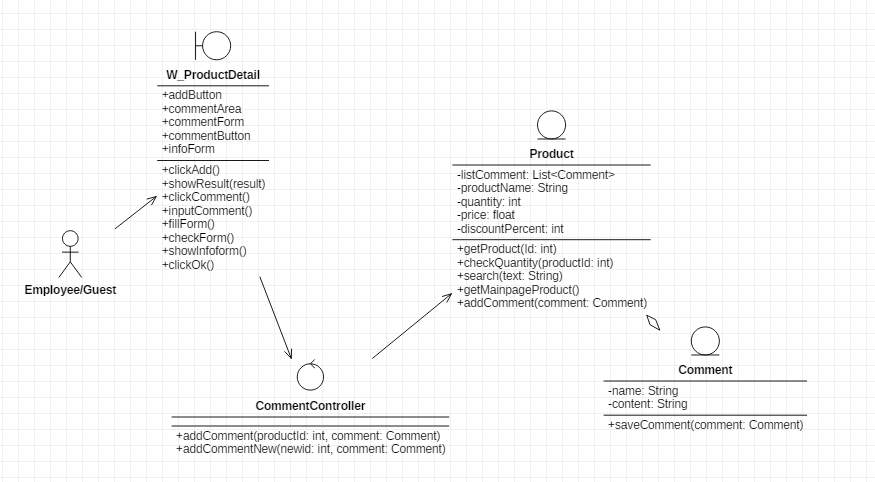 W_ProductDetail
+addButton
+commentArea
+commentForm
+commentButton
+infoForm
+clickAdd()
+showResult(result)
+clickComment()
+inputComment()
+fillForm()
+checkForm()
+showInfoform()
+clickOk()
Employee/Guest
Product
-listComment: List<Comment>
-productName: String
-quantity: int
-price: float
-discountPercent: int
+getProduct(Id: int)
+checkQuantity(productId: int)
+search(text: String)
+getMainpageProduct()
+addComment(comment: Comment)
CommentController
+addComment(productId: int, comment: Comment)
+addCommentNew(newid: int, comment: Comment)
Comment
-name: String
-content: String
+saveComment(comment: Comment)